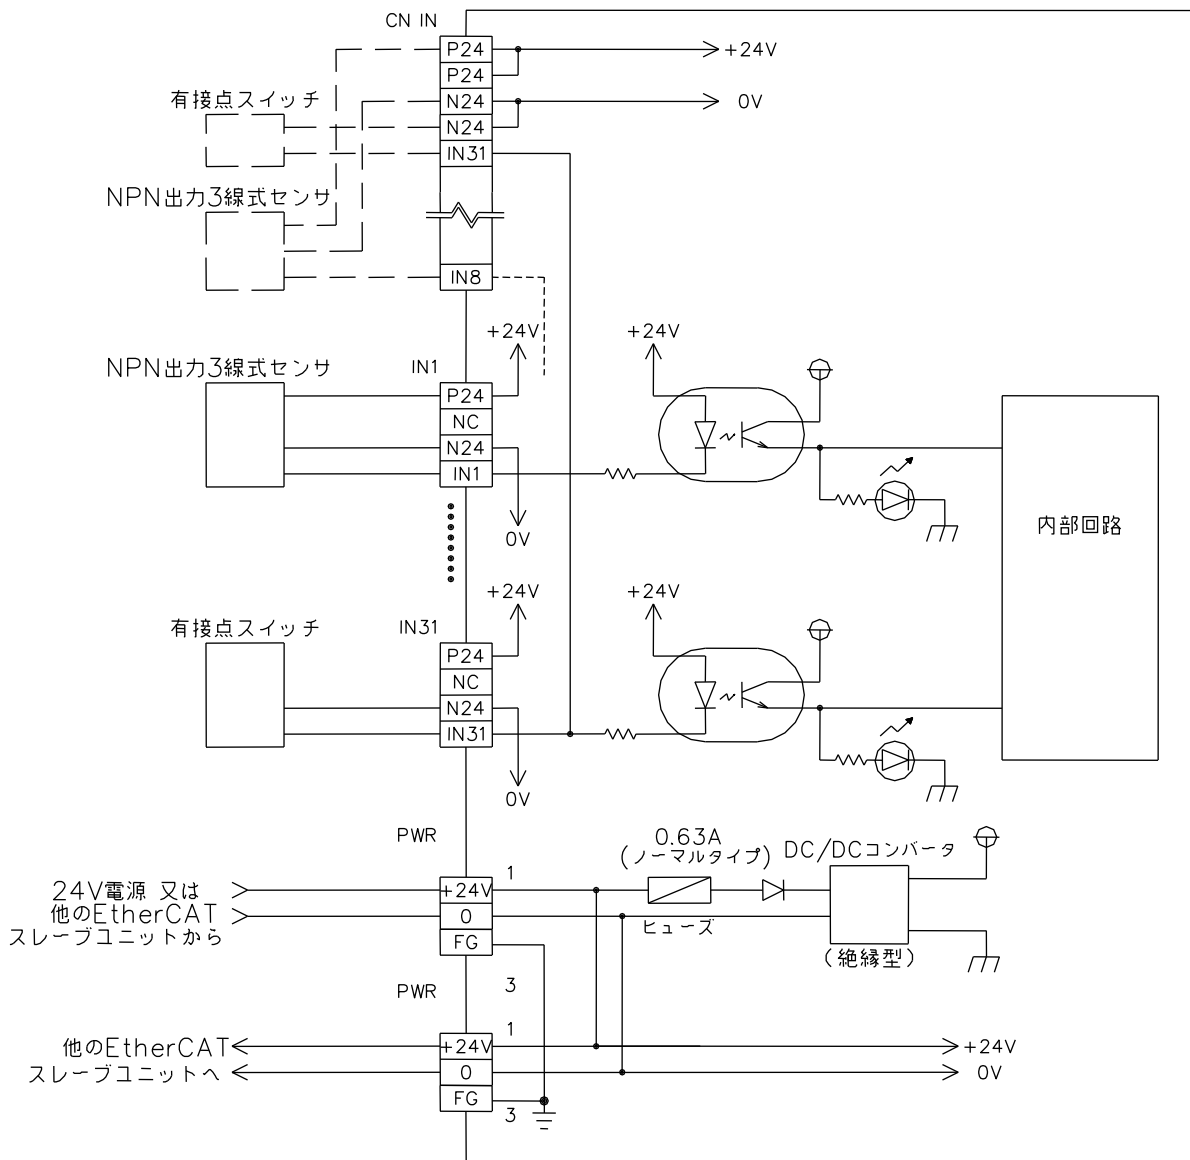 CN IN
P24
+24V
P24
有接点スイッチ
N24
0V
N24
IN31
NPN出力3線式センサ
IN8
+24V
+24V
NPN出力3線式センサ
IN1
P24
NC
N24
IN1
内部回路
0V
+24V
+24V
有接点スイッチ
IN31
P24
NC
N24
IN31
0V
PWR
0.63A
(ノーマルタイプ)
DC/DCコンバータ
1
24V電源 又は
+24V
他のEtherCAT
0
ヒューズ
スレーブユニットから
FG
(絶縁型)
PWR
3
1
他のEtherCAT
+24V
+24V
スレーブユニットへ
0
0V
FG
3